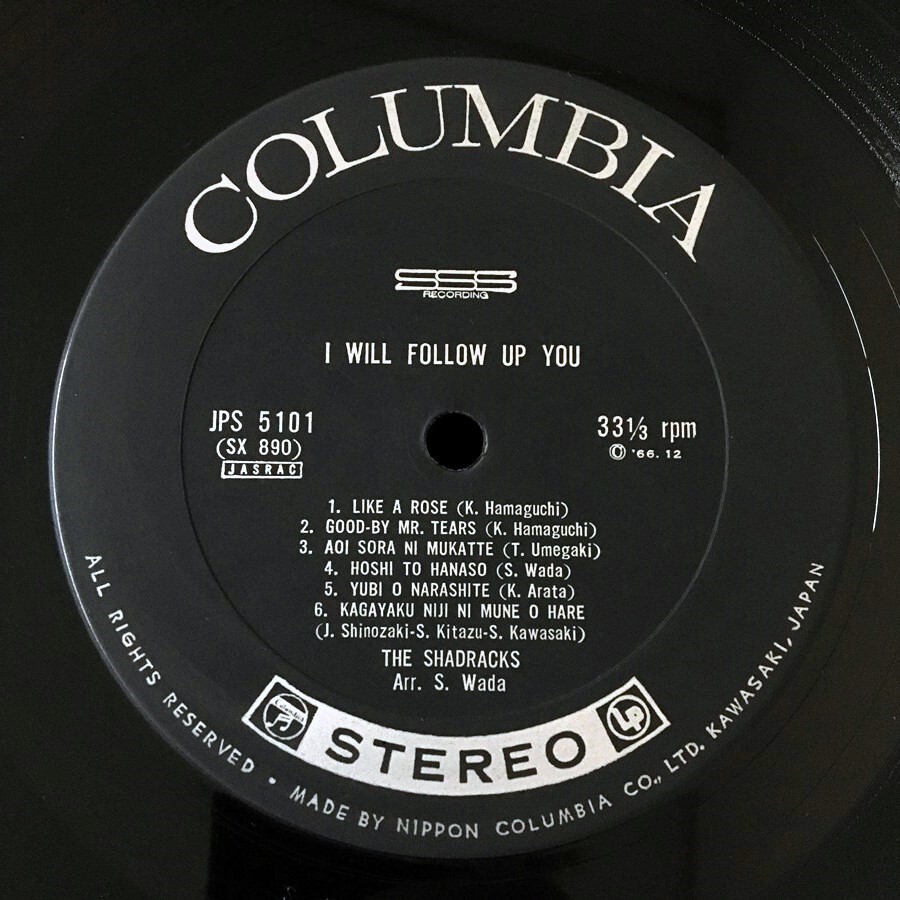 COLUMBIA
SSS
RECORDING
I WILL FOLLOW UP YOU
JPS 5101
(SX 890)
JASRAC
33⅓ rpm
© '66. 12
1. LIKE A ROSE (K. Hamaguchi)
2. GOOD-BY MR. TEARS (K. Hamaguchi)
3. AOI SORA NI MUKATTE (T. Umegaki)
4. HOSHI TO HANASO (S. Wada)
5. YUBI O NARASHITE (K. Arata)
6. KAGAYAKU NIJI NI MUNE O HARE
(J. Shinozaki-S. Kitazu-S. Kawasaki)
THE SHADRACKS
Arr. S. Wada
Columbia
STEREO
LP
ALL RIGHTS RESERVED • MADE BY NIPPON COLUMBIA CO., LTD. KAWASAKI, JAPAN